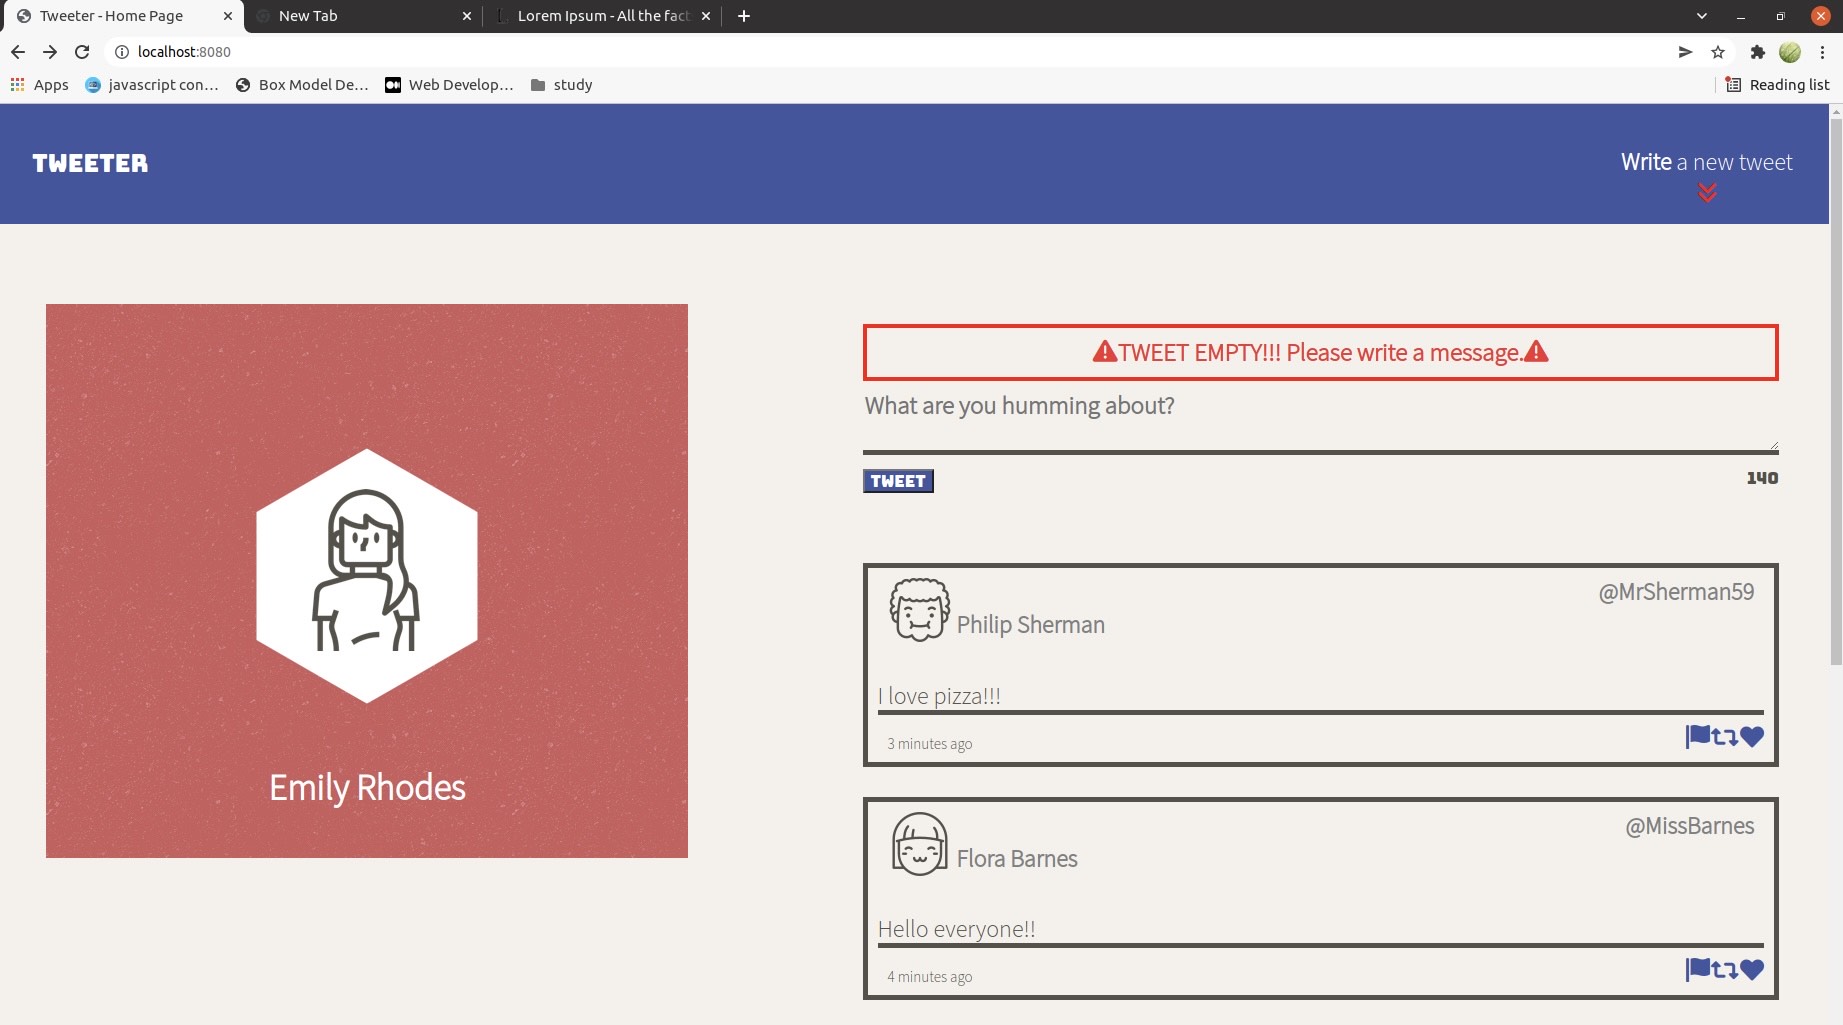 Tweeter - Home Page
New Tab
Lorem Ipsum - All the fact
localhost:8080
Apps
javascript con...
Box Model De...
Web Develop...
study
Reading list
TWEETER
Write a new tweet
Emily Rhodes
TWEET EMPTY!!! Please write a message.
What are you humming about?
TWEET
140
@MrSherman59
Philip Sherman
I love pizza!!!
3 minutes ago
@MissBarnes
Flora Barnes
Hello everyone!!
4 minutes ago